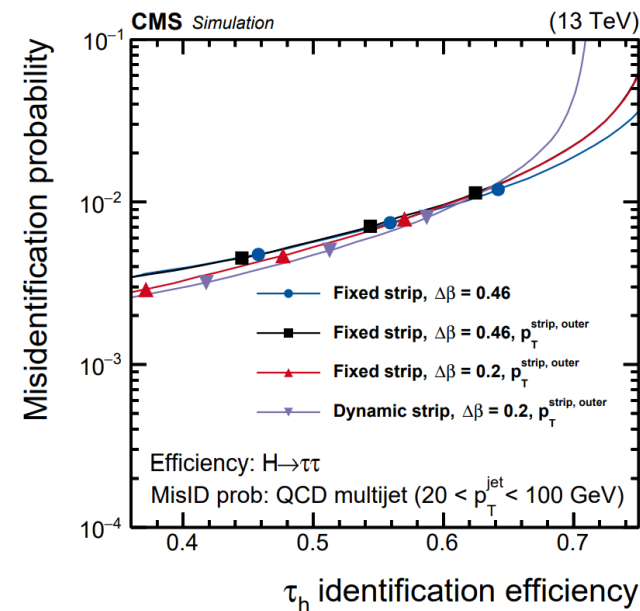 CMS Simulation (13 TeV)
Misidentification probability
10⁻¹
10⁻²
10⁻³
10⁻⁴
Fixed strip, Δβ = 0.46
Fixed strip, Δβ = 0.46, p_T^strip, outer
Fixed strip, Δβ = 0.2, p_T^strip, outer
Dynamic strip, Δβ = 0.2, p_T^strip, outer
Efficiency: H→ττ
MisID prob: QCD multijet (20 < p_T^jet < 100 GeV)
0.4 0.5 0.6 0.7
τ_h identification efficiency